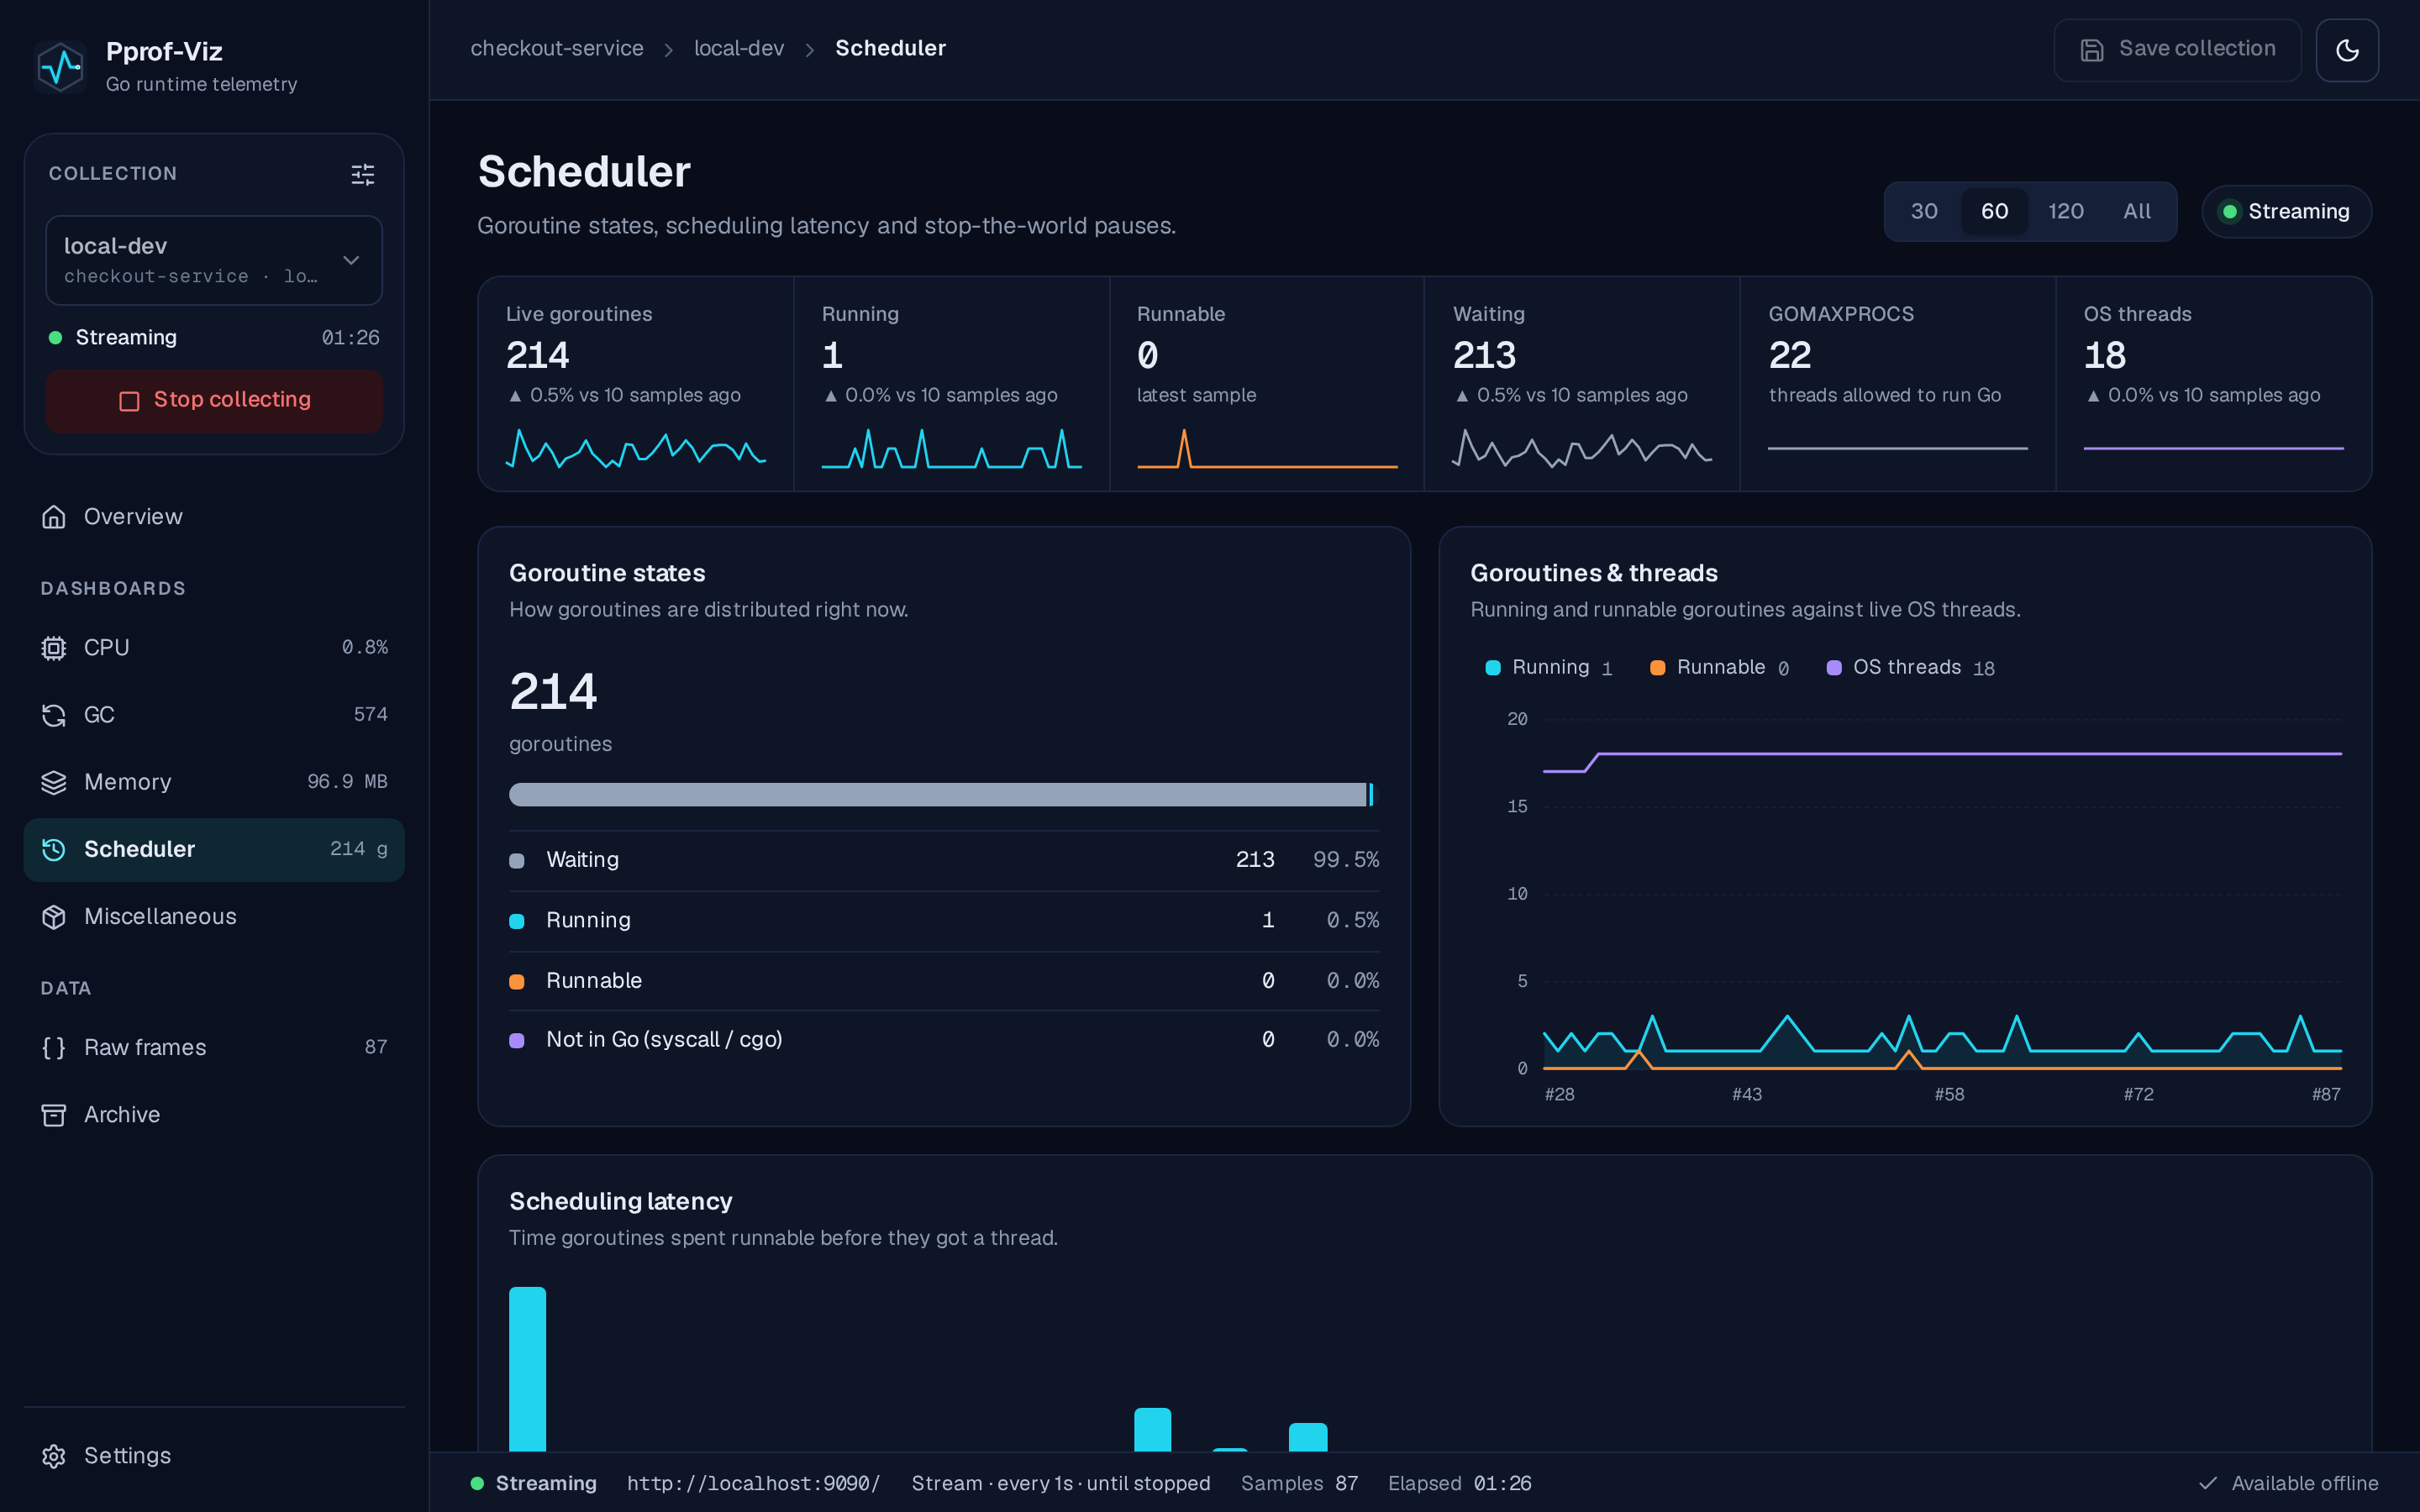 Pprof-Viz
Go runtime telemetry
COLLECTION
local-dev
checkout-service · lo…
Streaming 01:26
Stop collecting
Overview
DASHBOARDS
CPU 0.8%
GC 574
Memory 96.9 MB
Scheduler 214 g
Miscellaneous
DATA
Raw frames 87
Archive
Settings
checkout-service > local-dev > Scheduler
Save collection
Scheduler
Goroutine states, scheduling latency and stop-the-world pauses.
30 60 120 All
Streaming
Live goroutines
214
▲ 0.5% vs 10 samples ago
Running
1
▲ 0.0% vs 10 samples ago
Runnable
0
latest sample
Waiting
213
▲ 0.5% vs 10 samples ago
GOMAXPROCS
22
threads allowed to run Go
OS threads
18
▲ 0.0% vs 10 samples ago
Goroutine states
How goroutines are distributed right now.
214
goroutines
Waiting 213 99.5%
Running 1 0.5%
Runnable 0 0.0%
Not in Go (syscall / cgo) 0 0.0%
Goroutines & threads
Running and runnable goroutines against live OS threads.
Running 1 Runnable 0 OS threads 18
20
15
10
5
0
#28 #43 #58 #72 #87
Scheduling latency
Time goroutines spent runnable before they got a thread.
Streaming http://localhost:9090/ Stream · every 1s · until stopped Samples 87 Elapsed 01:26 Available offline